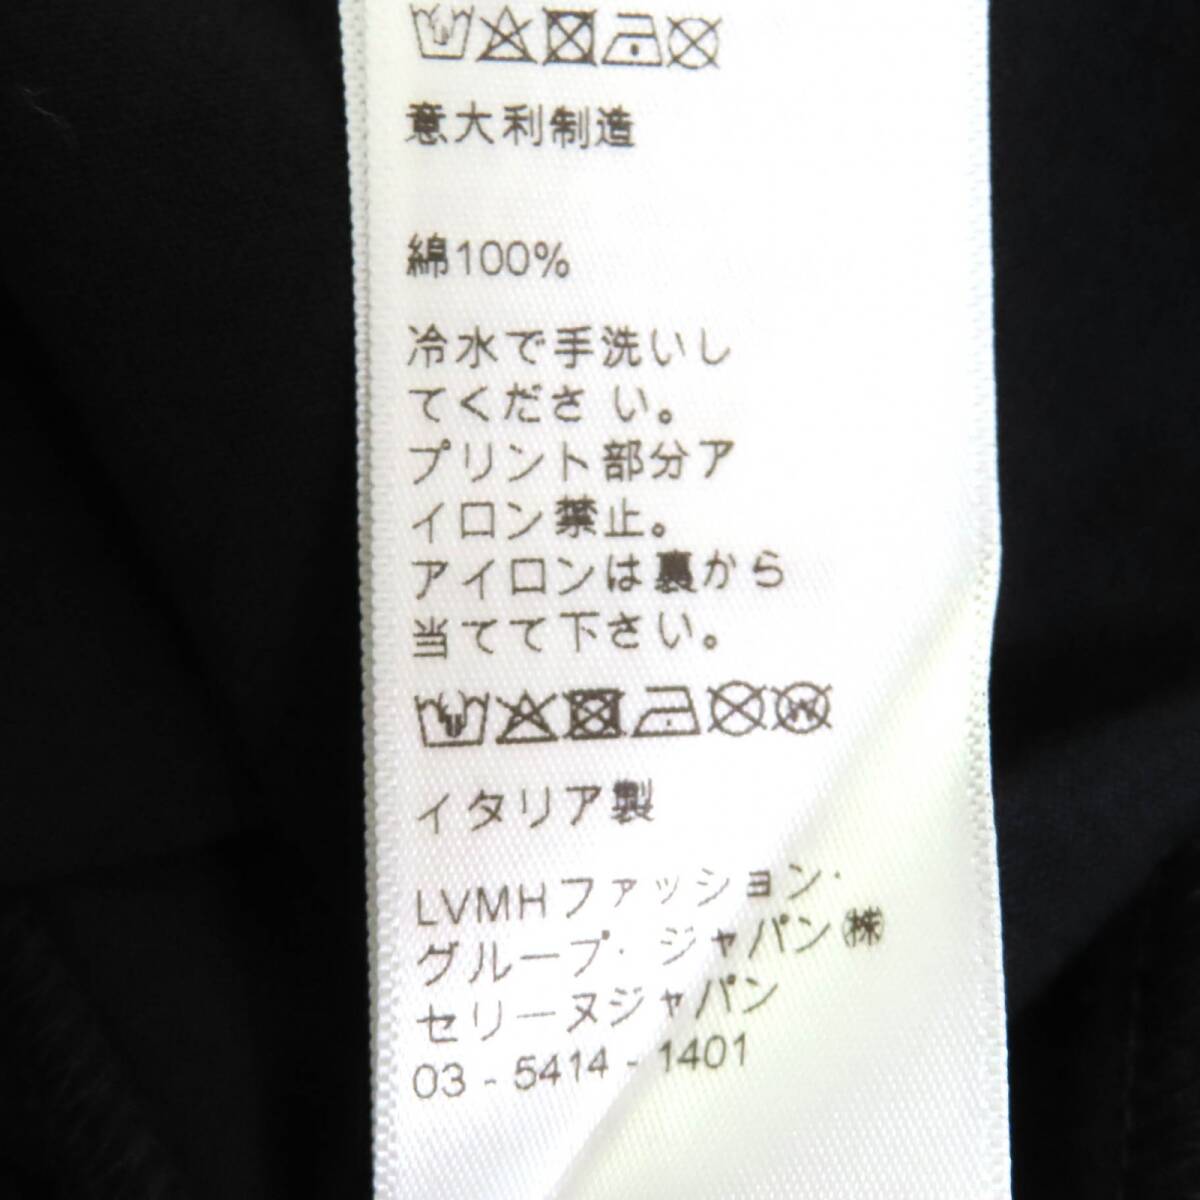 意大利制造
綿100%
冷水で手洗いし
てくださ い。
プリント部分ア
イロン禁止。
アイロンは裏から
当てて下さい。
イタリア製
LVMHファッション・
グループ・ジャパン㈱
セリーヌジャパン
03 - 5414 - 1401